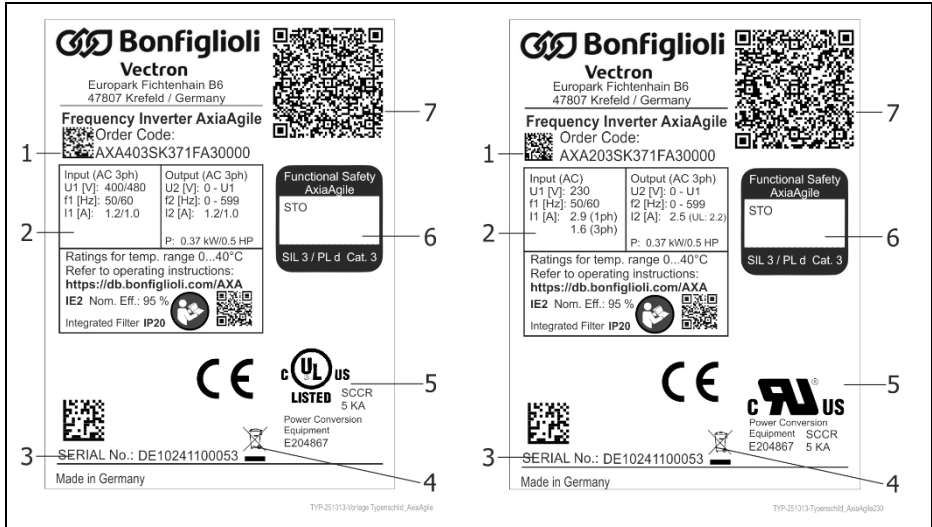 Bonfiglioli
Vectron
Europark Fichtenhain B6
47807 Krefeld / Germany
7
Frequency Inverter AxiaAgile
Order Code:
1
AXA403SK371FA30000
Input (AC 3ph)
U1 [V]: 400/480
f1 [Hz]: 50/60
I1 [A]: 1.2/1.0
Output (AC 3ph)
U2 [V]: 0 - U1
f2 [Hz]: 0 - 599
I2 [A]: 1.2/1.0
P: 0.37 kW/0.5 HP
2
Functional Safety
AxiaAgile
STO
SIL 3 / PL d Cat. 3
6
Ratings for temp. range 0...40°C
Refer to operating instructions:
https://db.bonfiglioli.com/AXA
IE2 Nom. Eff.: 95 %
Integrated Filter IP20
CE
C UL US
LISTED
SCCR
5 KA
5
Power Conversion
Equipment
E204867
3
SERIAL No.: DE10241100053
4
Made in Germany
TYP-251013-Vorlage Typenschild_AxiaAgile
Bonfiglioli
Vectron
Europark Fichtenhain B6
47807 Krefeld / Germany
7
Frequency Inverter AxiaAgile
Order Code:
1
AXA203SK371FA30000
Input (AC)
U1 [V]: 230
f1 [Hz]: 50/60
I1 [A]: 2.9 (1ph)
1.6 (3ph)
Output (AC 3ph)
U2 [V]: 0 - U1
f2 [Hz]: 0 - 599
I2 [A]: 2.5 (UL: 2.2)
P: 0.37 kW/0.5 HP
2
Functional Safety
AxiaAgile
STO
SIL 3 / PL d Cat. 3
6
Ratings for temp. range 0...40°C
Refer to operating instructions:
https://db.bonfiglioli.com/AXA
IE2 Nom. Eff.: 95 %
Integrated Filter IP20
CE
C RU ® US
5
Power Conversion
Equipment
E204867
SCCR
5 KA
3
SERIAL No.: DE10241100053
4
Made in Germany
TYP-251013-Typenschild_AxiaAgile230